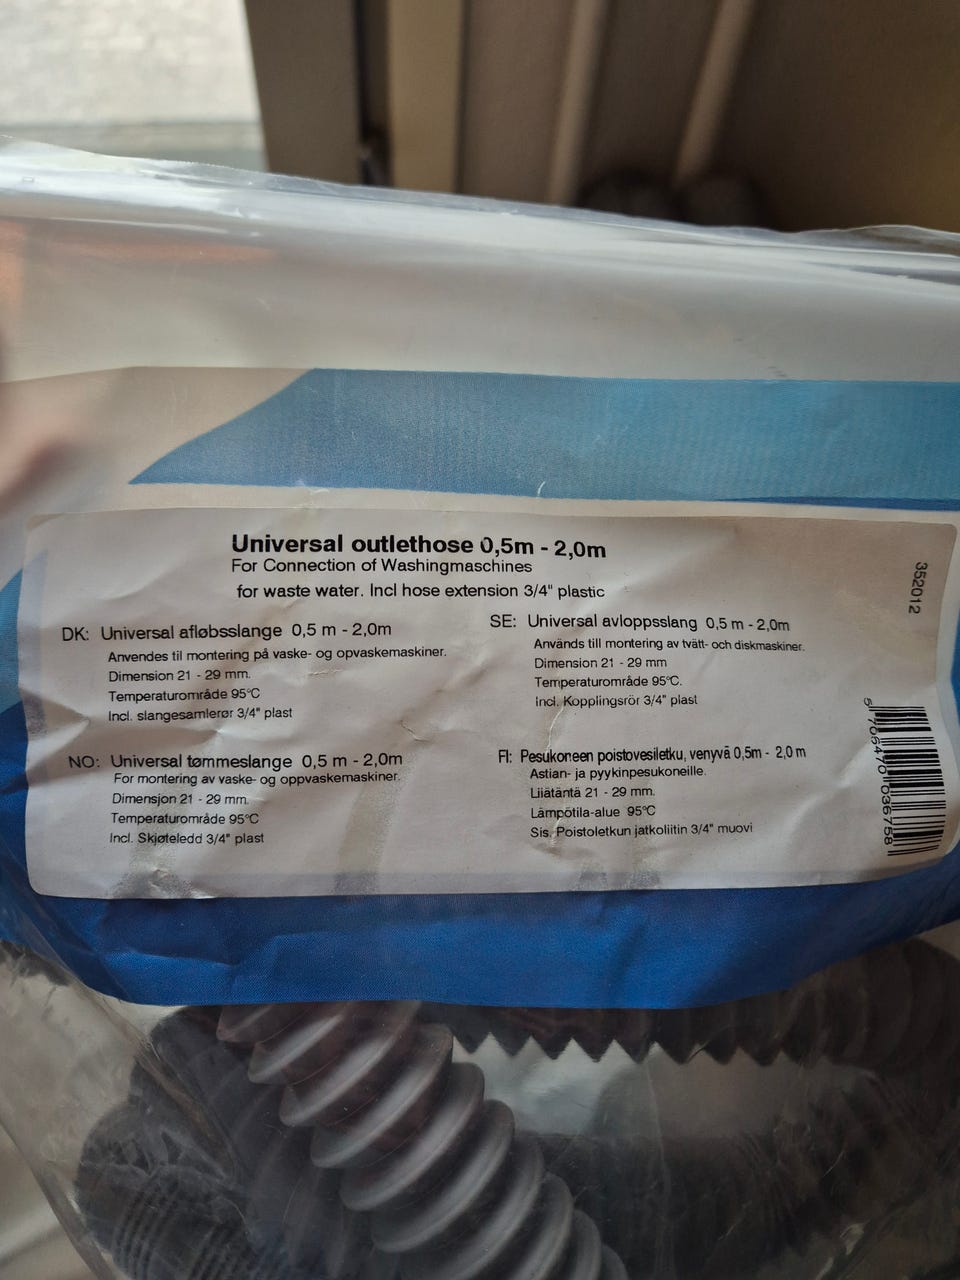 Universal outlethose 0,5m - 2,0m
For Connection of Washingmaschines
for waste water. Incl hose extension 3/4" plastic
352012
DK: Universal afløbsslange 0,5 m - 2,0m
Anvendes til montering på vaske- og opvaskemaskiner.
Dimension 21 - 29 mm.
Temperaturområde 95°C
Incl. slangesamlerør 3/4" plast
SE: Universal avloppsslang 0,5 m - 2,0m
Används till montering av tvätt- och diskmaskiner.
Dimension 21 - 29 mm
Temperaturområde 95°C.
Incl. Kopplingsrör 3/4" plast
NO: Universal tømmeslange 0,5 m - 2,0m
For montering av vaske- og oppvaskemaskiner.
Dimensjon 21 - 29 mm.
Temperaturområde 95°C
Incl. Skjøteledd 3/4" plast
FI: Pesukoneen poistovesiletku, venyvä 0,5m - 2,0 m
Astian- ja pyykinpesukoneille.
Liiätäntä 21 - 29 mm.
Lämpötila-alue 95°C
Sis. Poistoletkun jatkoliitin 3/4" muovi
5 706470 036758